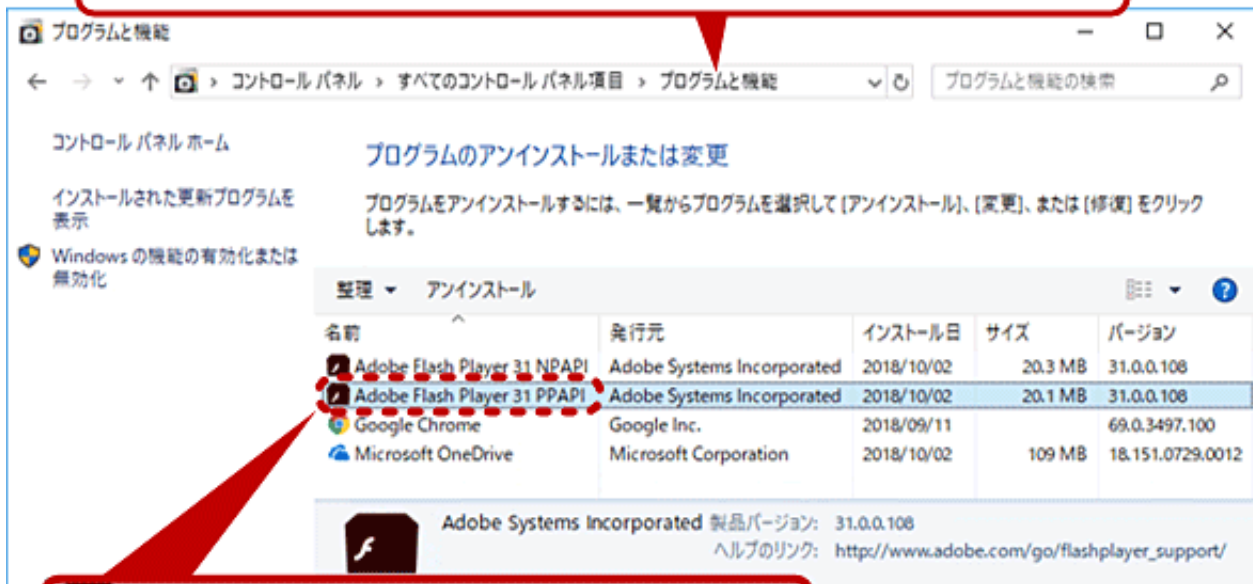 プログラムと機能
コントロール パネル › すべてのコントロール パネル項目 › プログラムと機能
プログラムと機能の検索
コントロール パネル ホーム
インストールされた更新プログラムを
表示
Windows の機能の有効化または
無効化
プログラムのアンインストールまたは変更
プログラムをアンインストールするには、一覧からプログラムを選択して [アンインストール]、[変更]、または [修復] をクリック
します。
整理 アンインストール
名前 発行元 インストール日 サイズ バージョン
Adobe Flash Player 31 NPAPI Adobe Systems Incorporated 2018/10/02 20.3 MB 31.0.0.108
Adobe Flash Player 31 PPAPI Adobe Systems Incorporated 2018/10/02 20.1 MB 31.0.0.108
Google Chrome Google Inc. 2018/09/11 69.0.3497.100
Microsoft OneDrive Microsoft Corporation 2018/10/02 109 MB 18.151.0729.0012
Adobe Systems Incorporated 製品バージョン: 31.0.0.108
ヘルプのリンク: http://www.adobe.com/go/flashplayer_support/